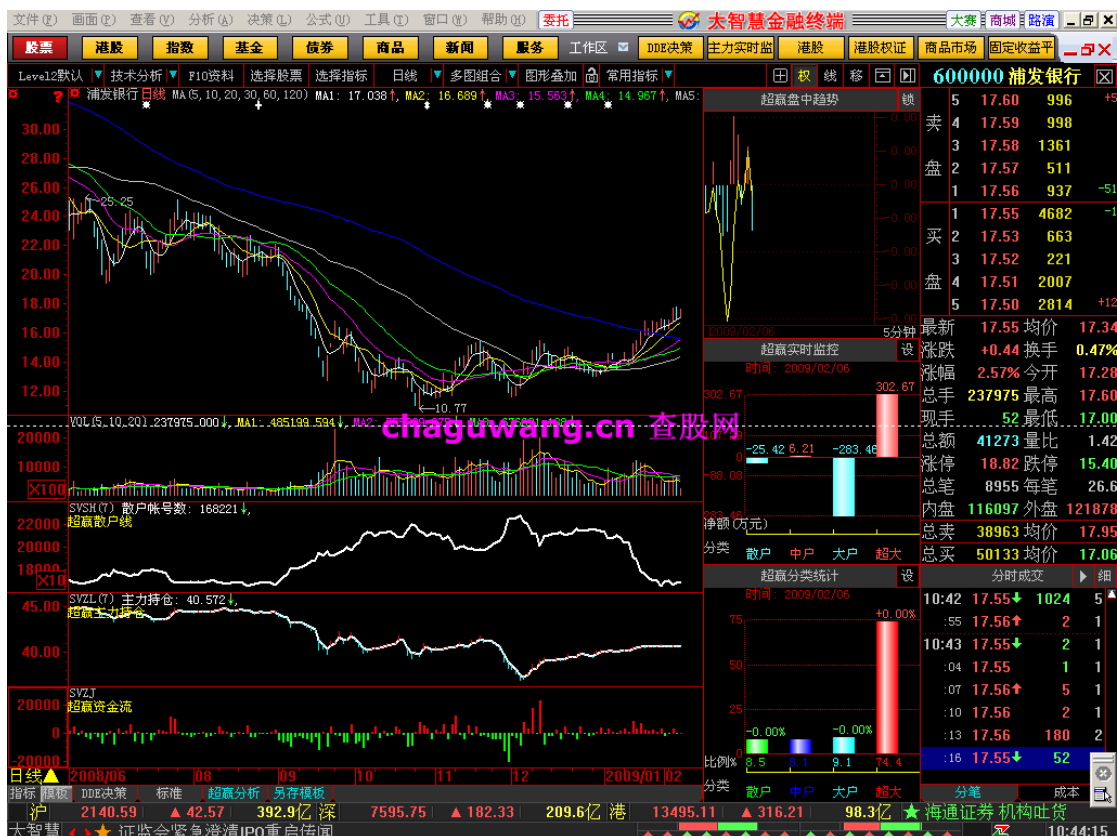 文件(F) 画面(P) 查看(V) 分析(A) 决策(L) 公式(U) 工具(T) 窗口(W) 帮助(H) 委托 大智慧金融终端 大赛 商城 路演
股票 港股 指数 基金 债券 商品 新闻 服务 工作区 DDE决策 主力实时监 港股 港股权证 商品市场 固定收益平
Level2默认 技术分析 F10资料 选择股票 选择指标 日线 多图组合 图形叠加 常用指标 权 线 移 600000 浦发银行
浦发银行日线 MA(5,10,20,30,60,120) MA1: 17.038↑, MA2: 16.689↑ MA3: 15.563↑ MA4: 14.967↑ MA5:
30.00
28.00
26.00
24.00
22.00
20.00
18.00
16.00
14.00
12.00
25.25
10.77
VOL(5,10,20) 237975.000↓, MA1: 485199.594↓, MA2:
20000
10000
X100
chaguwang.cn 查股网
SVSH(7) 散户帐号数: 168221↓,
超赢散户线
22000
20000
18000
X10
SVZL(7) 主力持仓: 40.572↓,
超赢主力持仓
45.00
40.00
SVZJ
超赢资金流
20000
0
-20000
日线 2008/06 08 09 10 11 12 2009/01 02
指标 模板 DDE决策 标准 超赢分析 另存模板
超赢盘中趋势 锁
2009/02/06 5分钟
超赢实时监控 设
时间: 2009/02/06
302.67
302.67
-25.42 6.21 -283.46
0
净额(万元)
分类 散户 中户 大户 超大
超赢分类统计 设
时间: 2009/02/06
+0.00%
75
50
25
0
-0.00% -0.00%
比例% 8.5 8.1 9.1 74.4
分类 散户 中户 大户 超大
卖盘
5 17.60 996 +5
4 17.59 998
3 17.58 1361
2 17.57 511
1 17.56 937 -51
买盘
1 17.55 4682 -1
2 17.53 663
3 17.52 221
4 17.51 2007
5 17.50 2814 +12
最新 17.55 均价 17.34
涨跌 +0.44 换手 0.47%
涨幅 2.57% 今开 17.28
总手 237975 最高 17.60
现手 52 最低 17.00
总额 41273 量比 1.42
涨停 18.82 跌停 15.40
总笔 8955 每笔 26.6
内盘 116097 外盘 121878
总卖 38963 均价 17.95
总买 50133 均价 17.06
分时成交 细
10:42 17.55↓ 1024 5
:55 17.56↑ 2 1
10:43 17.55↓ 2 1
:04 17.55 1 1
:07 17.56↑ 5 1
:10 17.56 2 1
:13 17.56 180 2
:16 17.55↓ 52
分笔 成本
沪 2140.59 ▲42.57 392.9亿 深 7595.75 ▲182.33 209.6亿 港 13495.11 ▲316.21 98.3亿 ★海通证券 机构吐货
大智慧 ★ 证监会紧急澄清IPO重启传闻 10:44:15